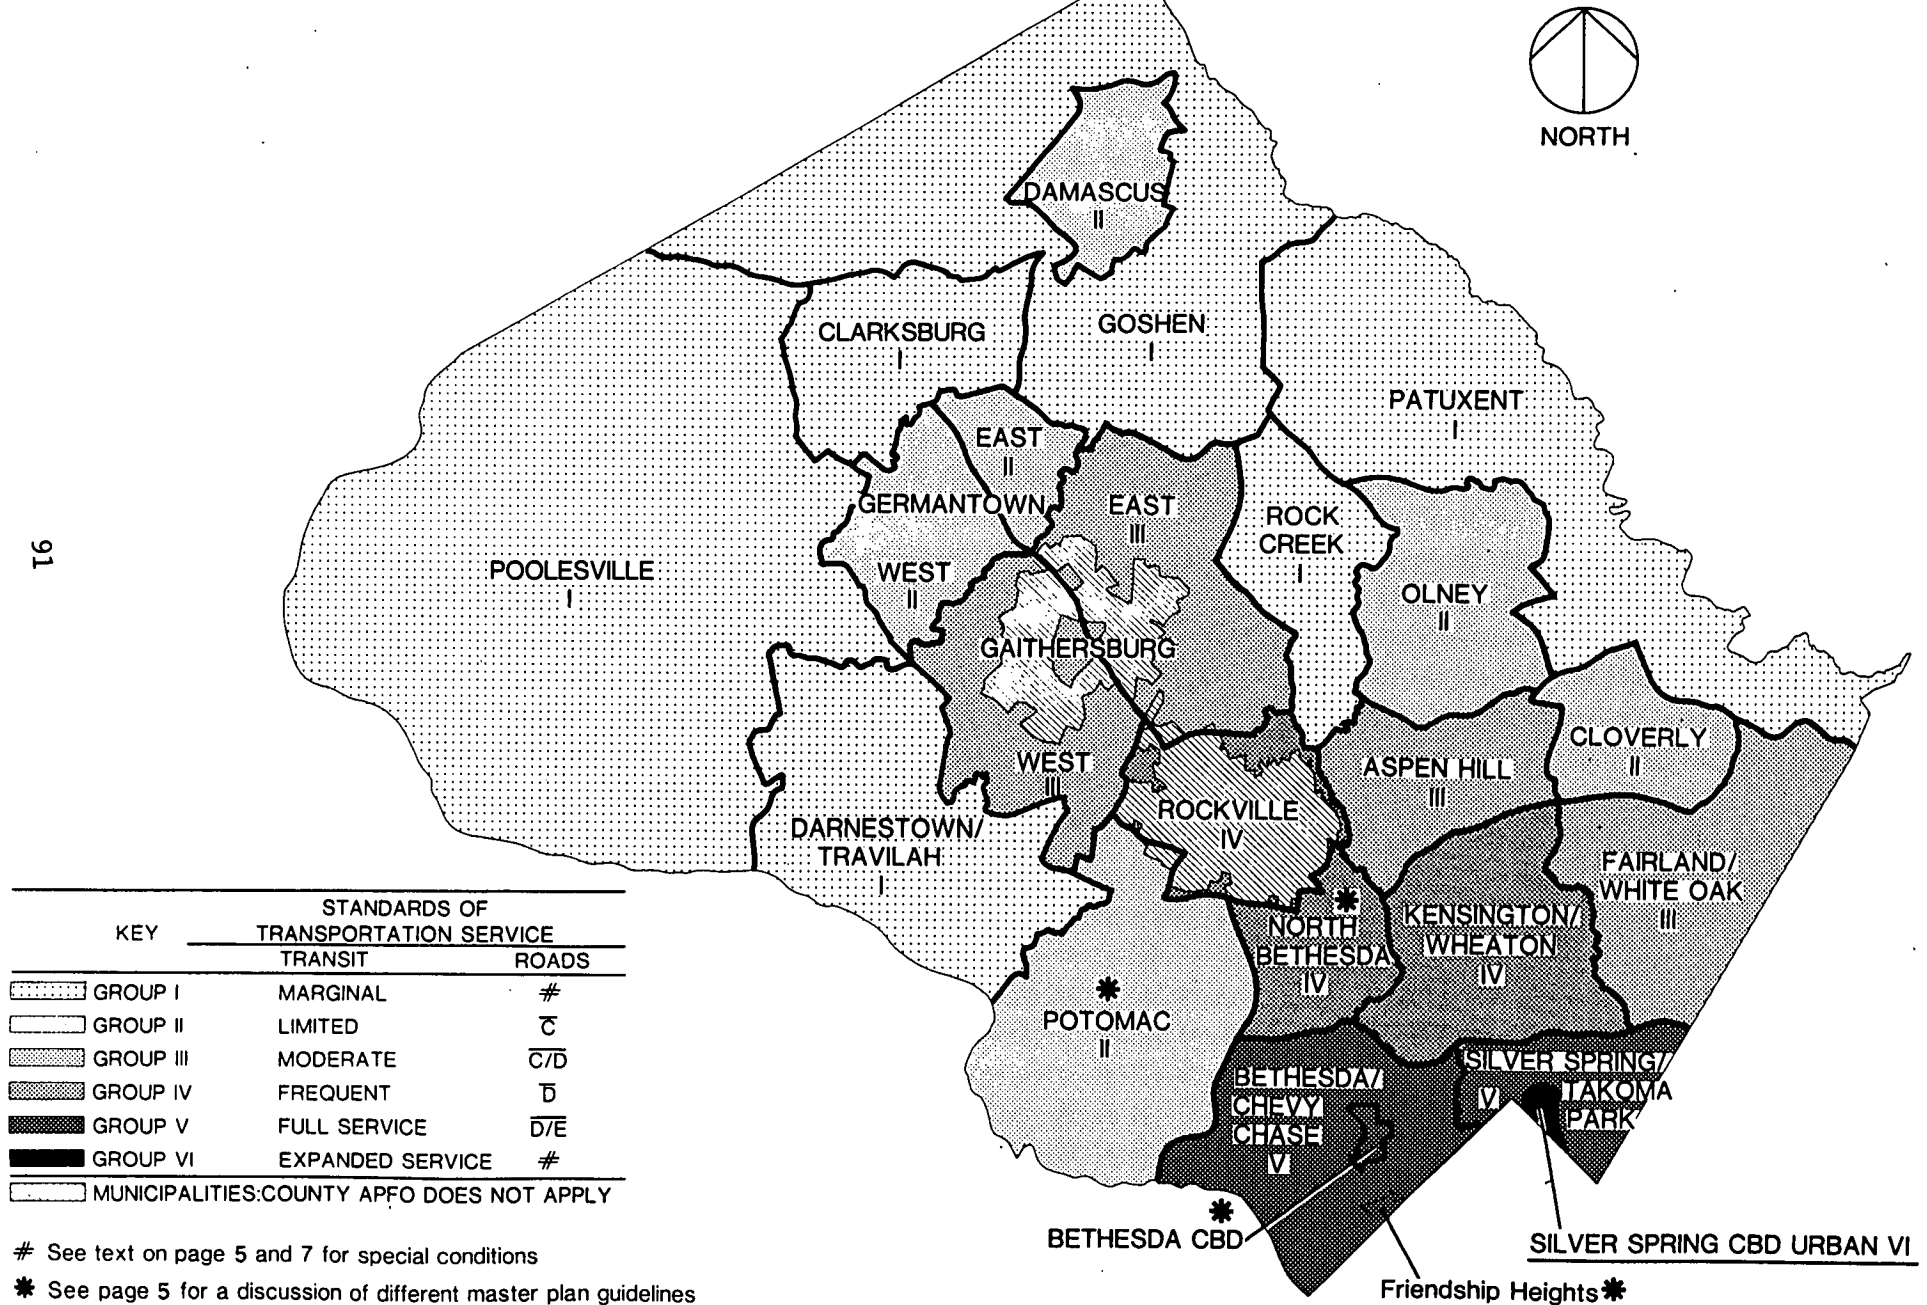 NORTH
DAMASCUS
II
CLARKSBURG
I
GOSHEN
I
PATUXENT
I
EAST
II
GERMANTOWN
WEST
II
EAST
III
ROCK
CREEK
I
OLNEY
II
POOLESVILLE
I
GAITHERSBURG
WEST
III
CLOVERLY
II
ASPEN HILL
III
ROCKVILLE
IV
DARNESTOWN/
TRAVILAH
I
FAIRLAND/
WHITE OAK
III
KENSINGTON/
WHEATON
IV
NORTH
BETHESDA
IV
POTOMAC
II
BETHESDA/
CHEVY
CHASE
V
SILVER SPRING/
V TAKOMA
PARK
BETHESDA CBD
SILVER SPRING CBD URBAN VI
Friendship Heights✱
91
KEY STANDARDS OF
TRANSPORTATION SERVICE
TRANSIT ROADS
GROUP I MARGINAL #
GROUP II LIMITED C̅
GROUP III MODERATE C̅/̅D̅
GROUP IV FREQUENT D̅
GROUP V FULL SERVICE D̅/̅E̅
GROUP VI EXPANDED SERVICE #
MUNICIPALITIES:COUNTY APFO DOES NOT APPLY
# See text on page 5 and 7 for special conditions
✱ See page 5 for a discussion of different master plan guidelines